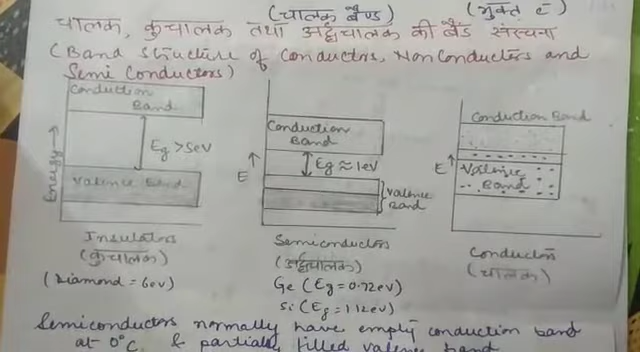 (चालक बैण्ड) (मुक्त e⁻)
चालक, कुचालक तथा अर्द्धचालक की बैंड संरचना
(Band Structure of Conductors, Non Conductors and
Semi Conductors)
Conduction Band
Energy →
Eg > 5eV
Valence Band
Insulators
(कुचालक)
(Diamond = 6eV)
Conduction Band
E ↑
Eg ≈ 1eV
Valence Band
Semiconductors
(अर्द्धचालक)
Ge (Eg = 0.72eV)
Si (Eg = 1.12eV)
Conduction Band
E ↑
Valence Band
Conductors
(चालक)
Semiconductors normally have empty conduction band
at 0°C & partially filled valence band